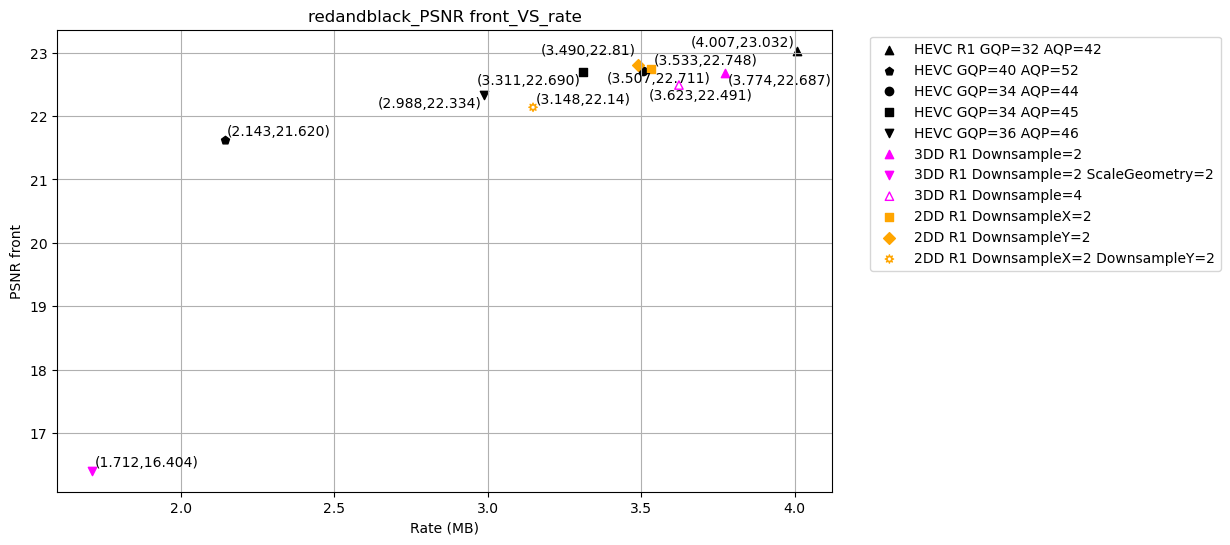 redandblack_PSNR front_VS_rate
PSNR front
23
22
21
20
19
18
17
(4.007,23.032)
(3.490,22.81)
(3.533,22.748)
(3.311,22.690)
(3.507,22.711)
(3.774,22.687)
(3.623,22.491)
(2.988,22.334)
(3.148,22.14)
(2.143,21.620)
(1.712,16.404)
2.0
2.5
3.0
3.5
4.0
Rate (MB)
HEVC R1 GQP=32 AQP=42
HEVC GQP=40 AQP=52
HEVC GQP=34 AQP=44
HEVC GQP=34 AQP=45
HEVC GQP=36 AQP=46
3DD R1 Downsample=2
3DD R1 Downsample=2 ScaleGeometry=2
3DD R1 Downsample=4
2DD R1 DownsampleX=2
2DD R1 DownsampleY=2
2DD R1 DownsampleX=2 DownsampleY=2